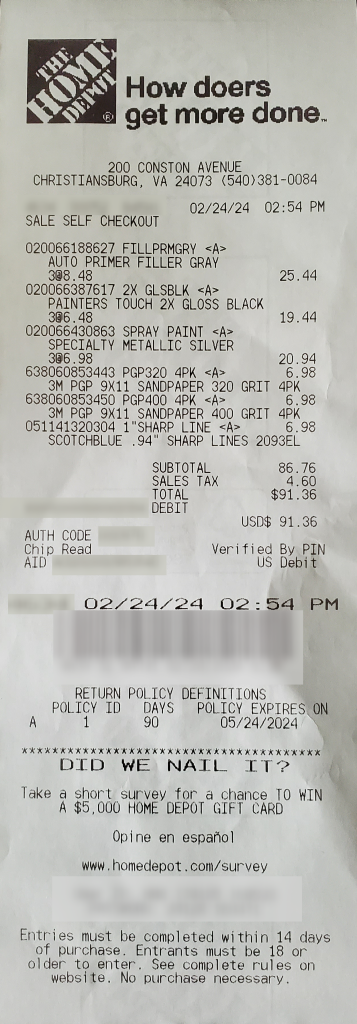 THE
HOME
DEPOT
®
How doers
get more done™
200 CONSTON AVENUE
CHRISTIANSBURG, VA 24073 (540)381-0084
02/24/24 02:54 PM
SALE SELF CHECKOUT
020066188627 FILLPRMGRY <A>
AUTO PRIMER FILLER GRAY
3@8.48 25.44
020066387617 2X GLSBLK <A>
PAINTERS TOUCH 2X GLOSS BLACK
3@6.48 19.44
020066430863 SPRAY PAINT <A>
SPECIALTY METALLIC SILVER
3@6.98 20.94
638060853443 PGP320 4PK <A> 6.98
3M PGP 9X11 SANDPAPER 320 GRIT 4PK
638060853450 PGP400 4PK <A> 6.98
3M PGP 9X11 SANDPAPER 400 GRIT 4PK
051141320304 1"SHARP LINE <A> 6.98
SCOTCHBLUE .94" SHARP LINES 2093EL
SUBTOTAL 86.76
SALES TAX 4.60
TOTAL $91.36
DEBIT
USD$ 91.36
AUTH CODE
Chip Read Verified By PIN
AID US Debit
02/24/24 02:54 PM
RETURN POLICY DEFINITIONS
POLICY ID DAYS POLICY EXPIRES ON
A 1 90 05/24/2024
****************************************
DID WE NAIL IT?
Take a short survey for a chance TO WIN
A $5,000 HOME DEPOT GIFT CARD
Opine en español
www.homedepot.com/survey
Entries must be completed within 14 days
of purchase. Entrants must be 18 or
older to enter. See complete rules on
website. No purchase necessary.